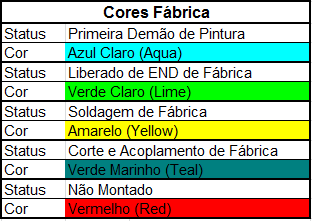 Cores Fábrica
Status Primeira Demão de Pintura
Cor Azul Claro (Aqua)
Status Liberado de END de Fábrica
Cor Verde Claro (Lime)
Status Soldagem de Fábrica
Cor Amarelo (Yellow)
Status Corte e Acoplamento de Fábrica
Cor Verde Marinho (Teal)
Status Não Montado
Cor Vermelho (Red)